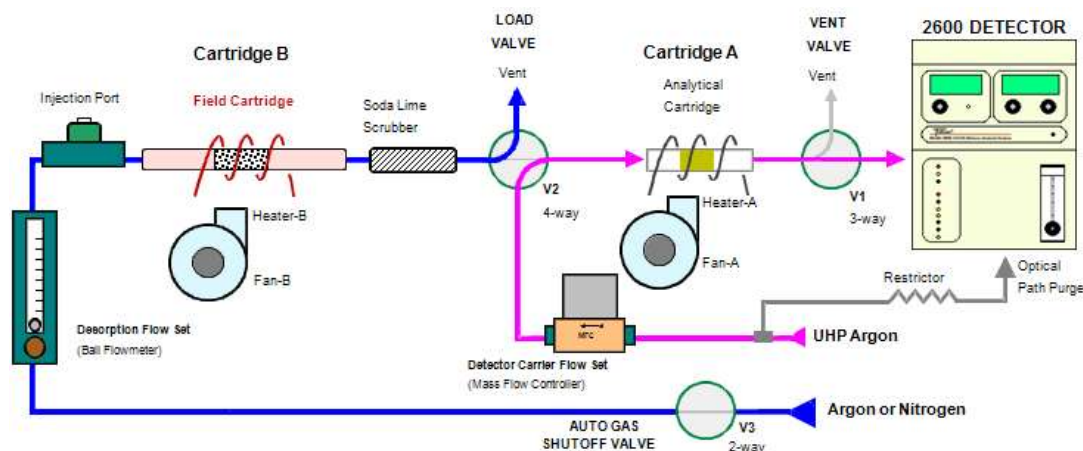 LOAD
VALVE
VENT
VALVE
2600 DETECTOR
Cartridge B
Cartridge A
Vent
Vent
Injection Port
Field Cartridge
Soda Lime
Scrubber
Analytical
Cartridge
V2
4-way
V1
3-way
Heater-B
Fan-B
Heater-A
Fan-A
Restrictor
Optical
Path Purge
Desorption Flow Set
(Ball Flowmeter)
MFC
Detector Carrier Flow Set
(Mass Flow Controller)
UHP Argon
Argon or Nitrogen
AUTO GAS
SHUTOFF VALVE
V3
2-way